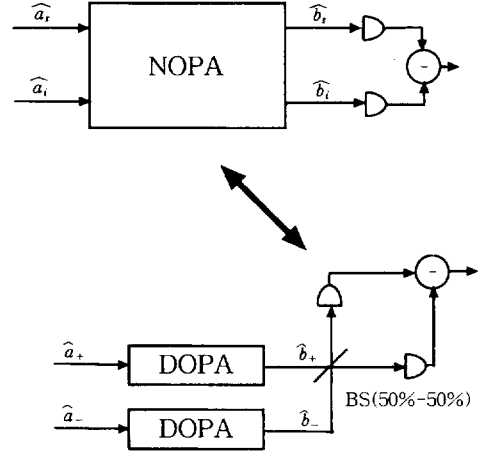 â_s b̂_s
NOPA -
â_i b̂_i
-
â_+ DOPA b̂_+
BS(50%-50%)
â_- DOPA b̂_-